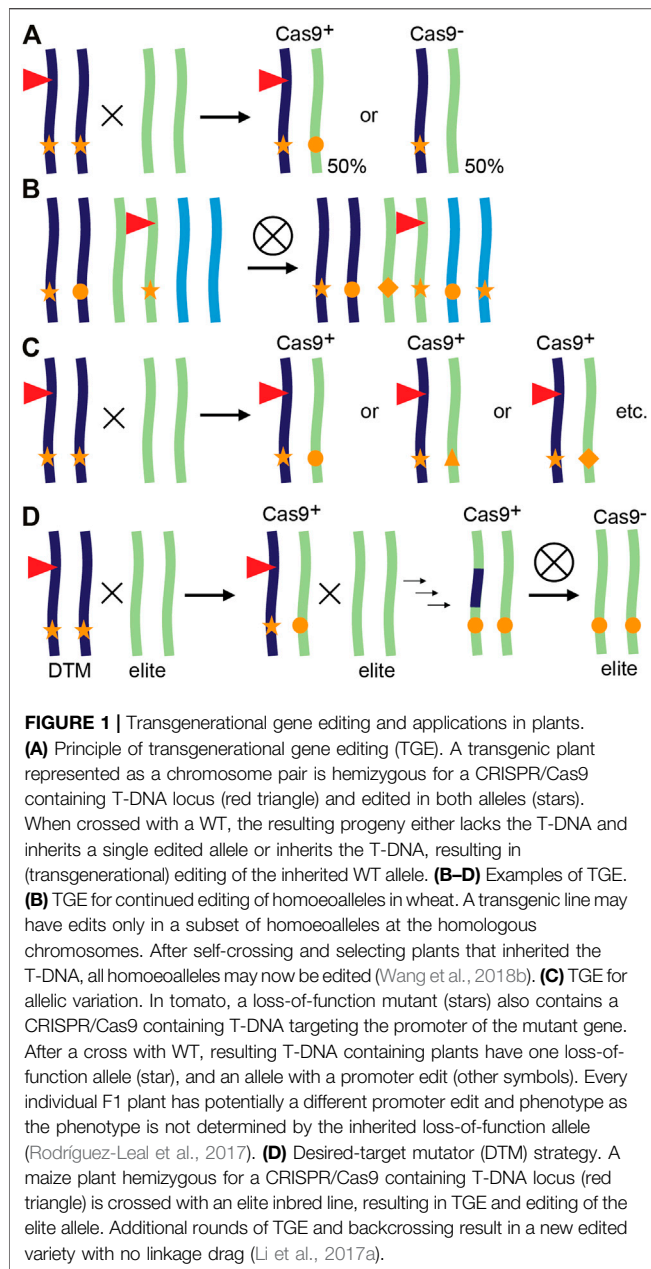 A
Cas9+
Cas9-
or
50%
50%
B
C
Cas9+
Cas9+
Cas9+
or
or
etc.
D
Cas9+
Cas9+
Cas9-
DTM
elite
elite
elite
FIGURE 1 | Transgenerational gene editing and applications in plants.
(A) Principle of transgenerational gene editing (TGE). A transgenic plant
represented as a chromosome pair is hemizygous for a CRISPR/Cas9
containing T-DNA locus (red triangle) and edited in both alleles (stars).
When crossed with a WT, the resulting progeny either lacks the T-DNA and
inherits a single edited allele or inherits the T-DNA, resulting in
(transgenerational) editing of the inherited WT allele. (B–D) Examples of TGE.
(B) TGE for continued editing of homoeoalleles in wheat. A transgenic line may
have edits only in a subset of homoeoalleles at the homologous
chromosomes. After self-crossing and selecting plants that inherited the
T-DNA, all homoeoalleles may now be edited (Wang et al., 2018b). (C) TGE for
allelic variation. In tomato, a loss-of-function mutant (stars) also contains a
CRISPR/Cas9 containing T-DNA targeting the promoter of the mutant gene.
After a cross with WT, resulting T-DNA containing plants have one loss-of-
function allele (star), and an allele with a promoter edit (other symbols). Every
individual F1 plant has potentially a different promoter edit and phenotype as
the phenotype is not determined by the inherited loss-of-function allele
(Rodríguez-Leal et al., 2017). (D) Desired-target mutator (DTM) strategy. A
maize plant hemizygous for a CRISPR/Cas9 containing T-DNA locus (red
triangle) is crossed with an elite inbred line, resulting in TGE and editing of the
elite allele. Additional rounds of TGE and backcrossing result in a new edited
variety with no linkage drag (Li et al., 2017a).